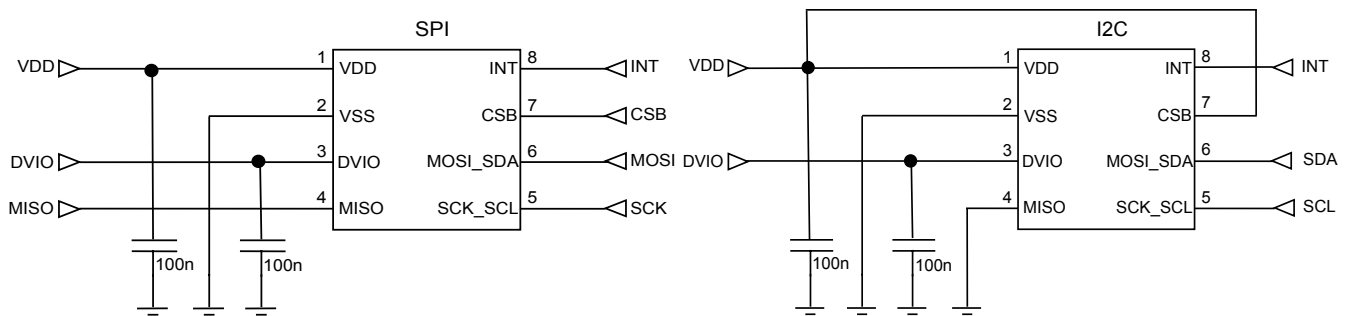 SPI
VDD
1
VDD
INT
8
INT
2
VSS
CSB
7
CSB
DVIO
3
DVIO
MOSI_SDA
6
MOSI
MISO
4
MISO
SCK_SCL
5
SCK
100n
100n
I2C
VDD
1
VDD
INT
8
INT
2
VSS
CSB
7
DVIO
3
DVIO
MOSI_SDA
6
SDA
4
MISO
SCK_SCL
5
SCL
100n
100n